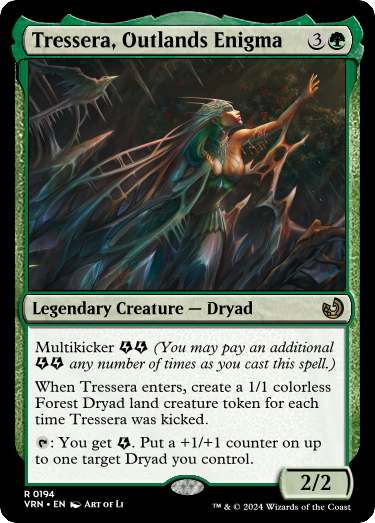 Tressera, Outlands Enigma 3
Legendary Creature — Dryad
Multikicker (You may pay an additional
any number of times as you cast this spell.)
When Tressera enters, create a 1/1 colorless
Forest Dryad land creature token for each
time Tressera was kicked.
: You get . Put a +1/+1 counter on up
to one target Dryad you control.
2/2
R 0194
VRN • EN Art of Li
™ & © 2024 Wizards of the Coast